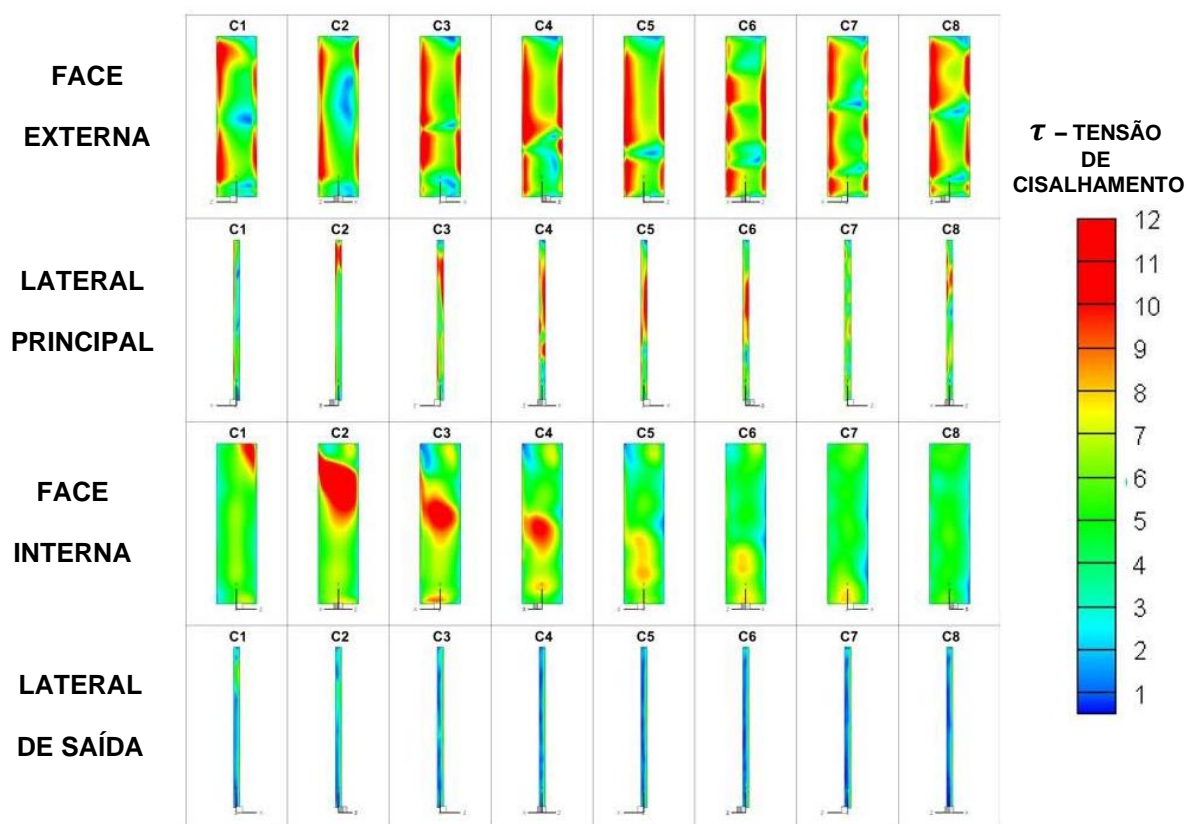 C1 C2 C3 C4 C5 C6 C7 C8
FACE
EXTERNA
τ – TENSÃO
DE
CISALHAMENTO
C1 C2 C3 C4 C5 C6 C7 C8
LATERAL
PRINCIPAL
12
11
10
9
8
7
6
5
4
3
2
1
C1 C2 C3 C4 C5 C6 C7 C8
FACE
INTERNA
C1 C2 C3 C4 C5 C6 C7 C8
LATERAL
DE SAÍDA